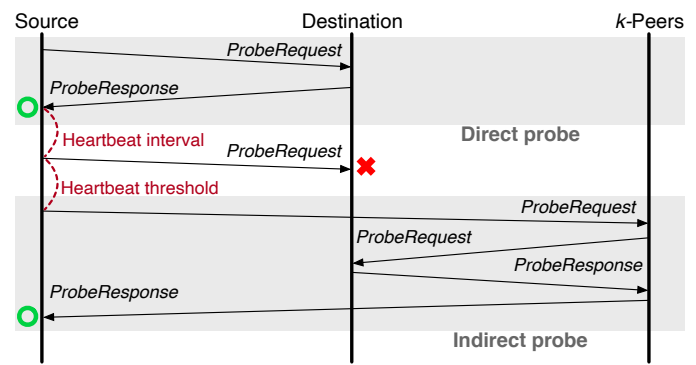 Source Destination k-Peers
ProbeRequest
ProbeResponse
Direct probe
Heartbeat interval
ProbeRequest
Heartbeat threshold
ProbeRequest
ProbeRequest
ProbeResponse
ProbeResponse
Indirect probe